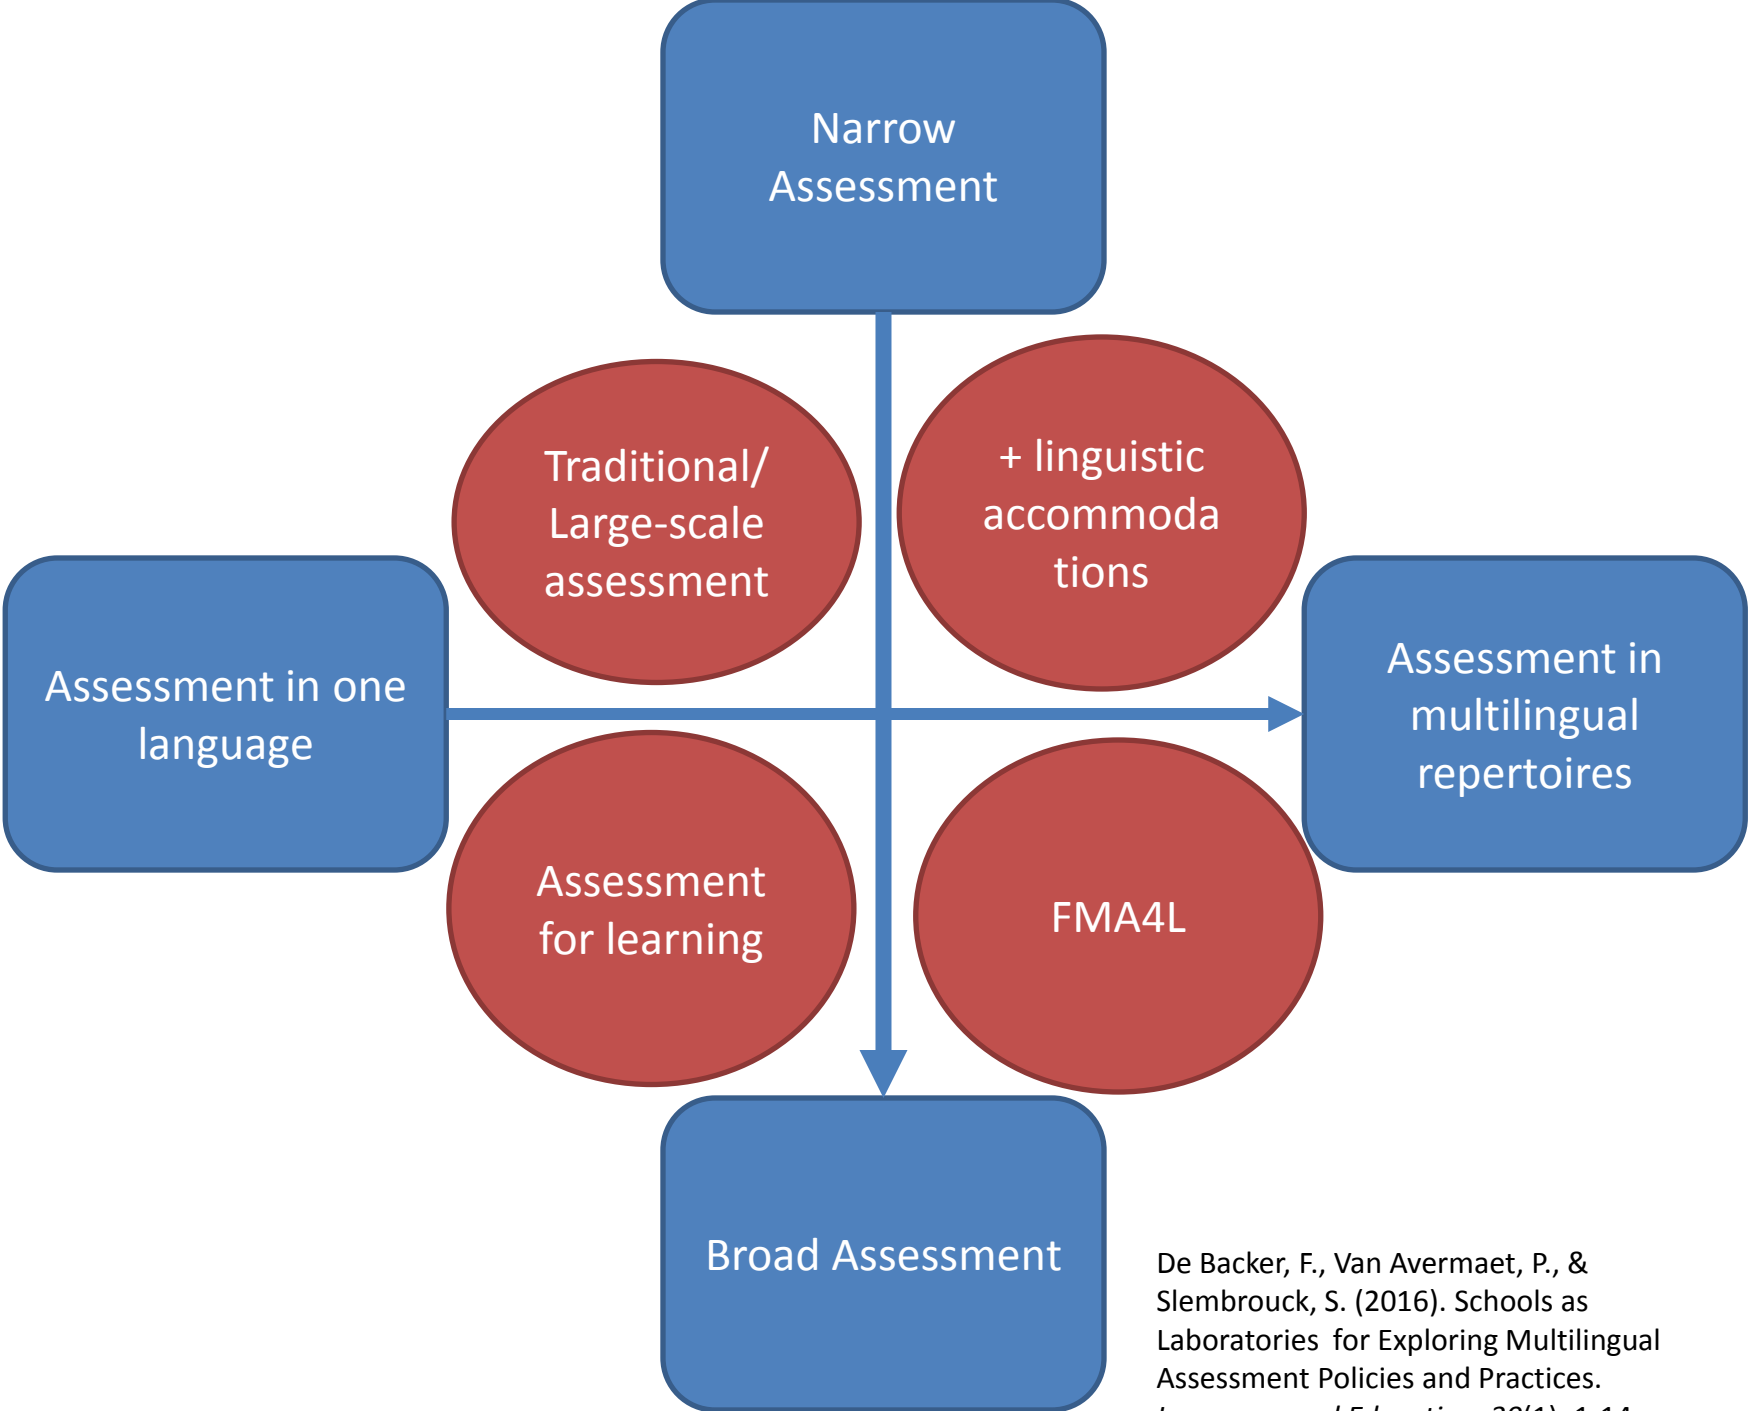 Narrow
Assessment
Traditional/
Large-scale
assessment
+ linguistic
accommoda
tions
Assessment in one
language
Assessment in
multilingual
repertoires
Assessment
for learning
FMA4L
Broad Assessment
De Backer, F., Van Avermaet, P., &
Slembrouck, S. (2016). Schools as
Laboratories for Exploring Multilingual
Assessment Policies and Practices.